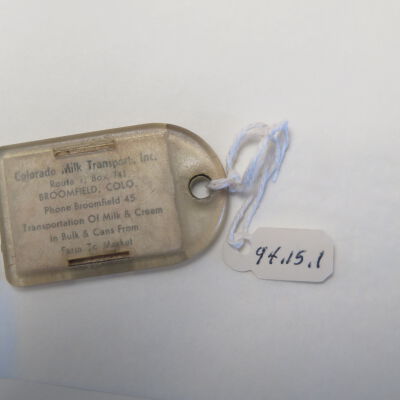 Colorado Milk Transport, Inc.
Route 1, Box 141
BROOMFIELD, COLO.
Phone Broomfield 45
Transportation Of Milk & Cream
In Bulk & Cans From
Farm To Market
94.15.1